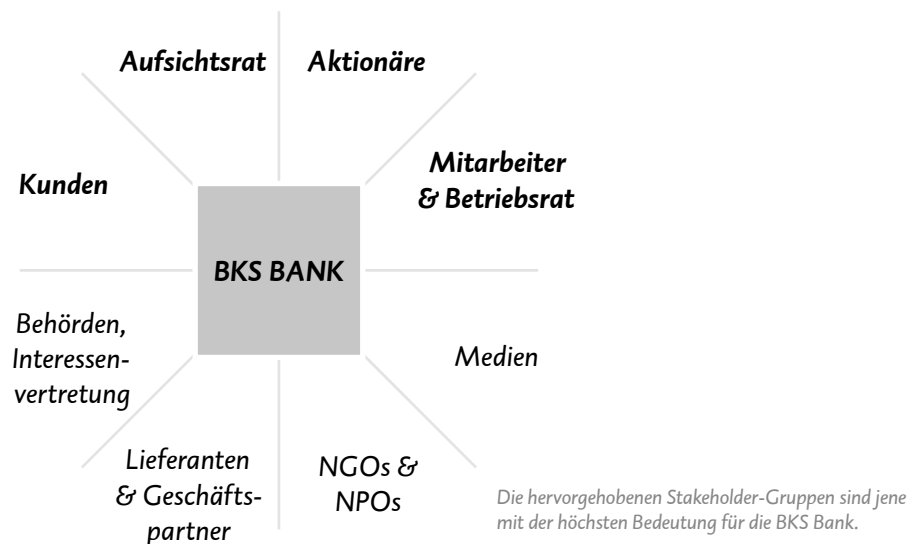 Aufsichtsrat
Aktionäre
Kunden
Mitarbeiter
& Betriebsrat
BKS BANK
Behörden,
Interessen-
vertretung
Medien
Lieferanten
& Geschäfts-
partner
NGOs &
NPOs
Die hervorgehobenen Stakeholder-Gruppen sind jene
mit der höchsten Bedeutung für die BKS Bank.